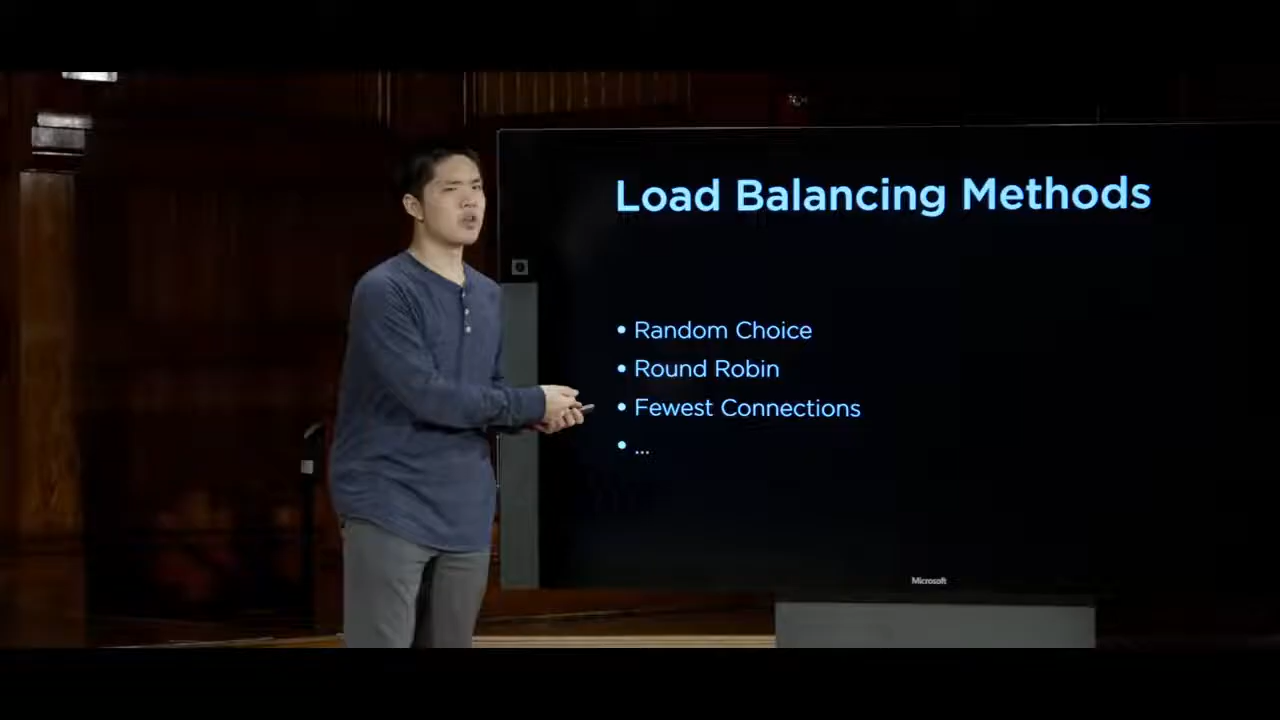 Load Balancing Methods
• Random Choice
• Round Robin
• Fewest Connections
• ...
Microsoft